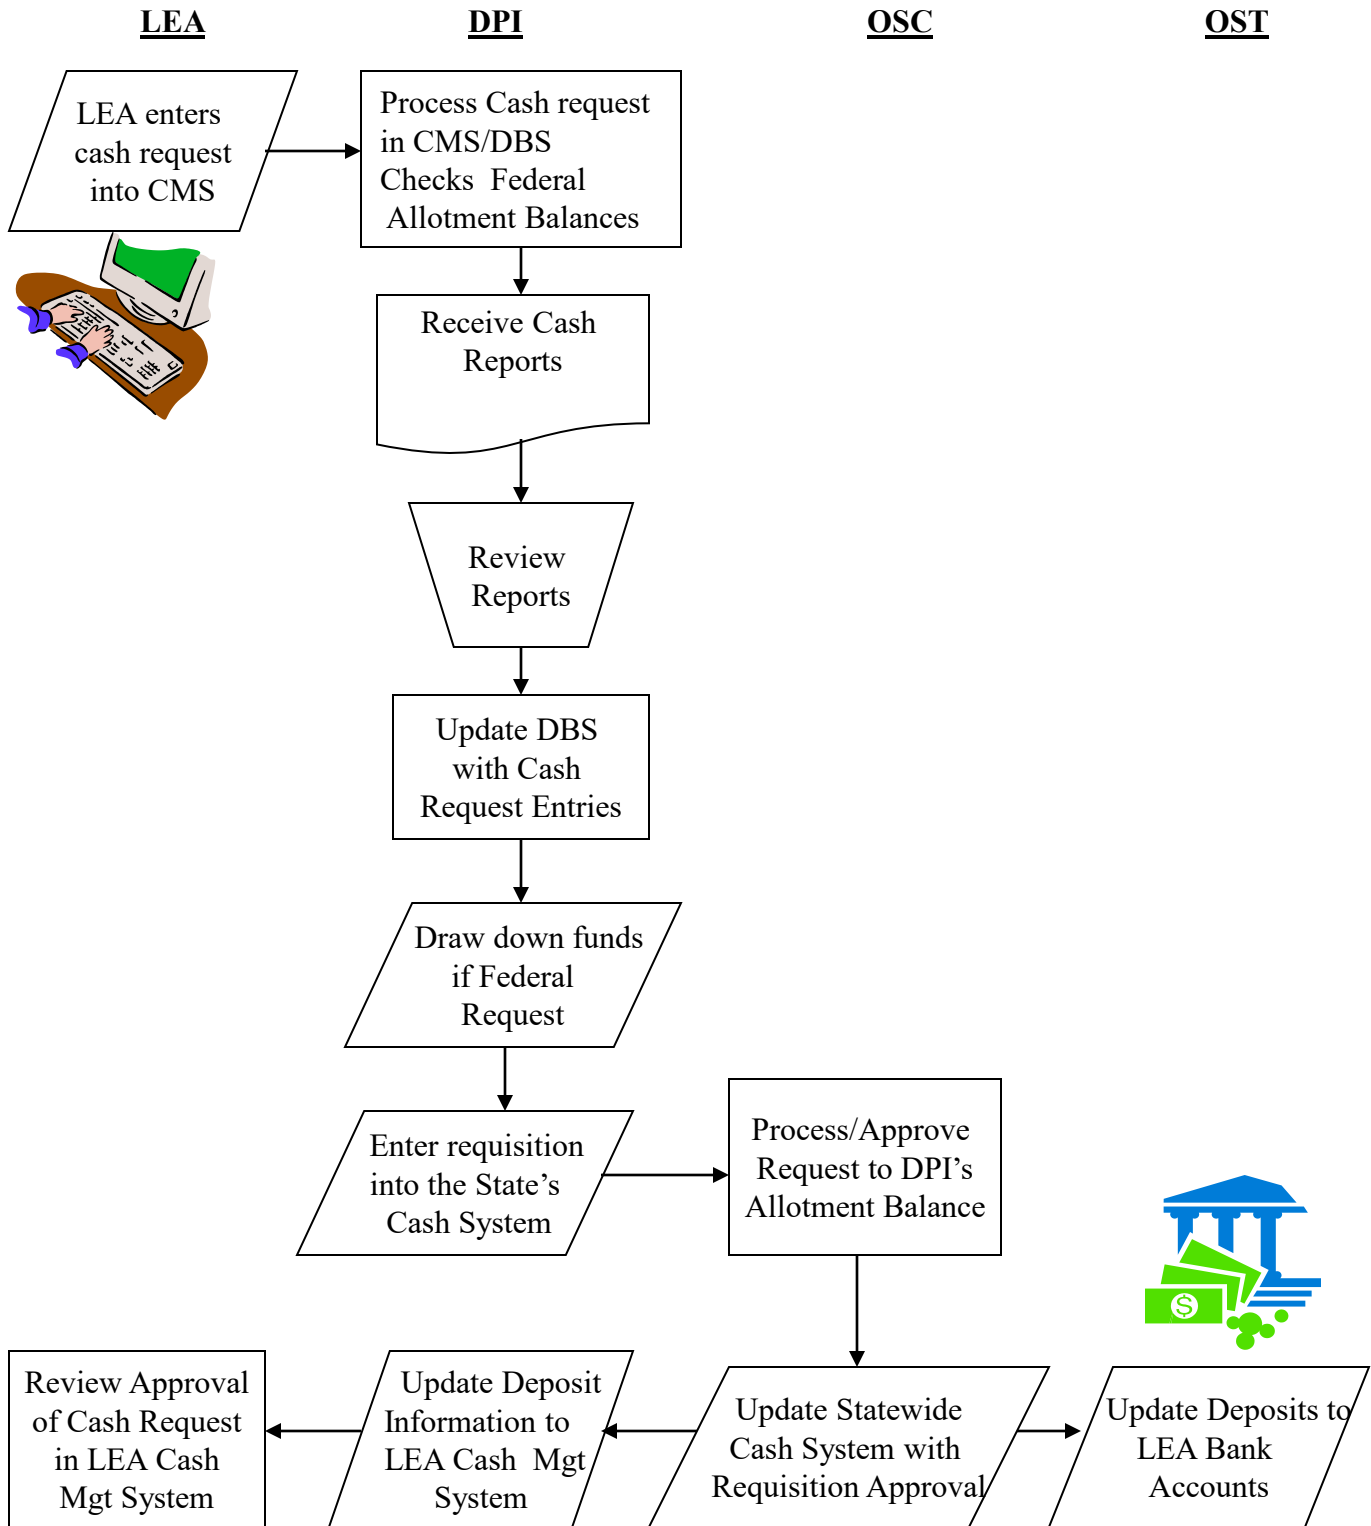 LEA
DPI
OSC
OST
LEA enters
cash request
into CMS
Process Cash request
in CMS/DBS
Checks  Federal
Allotment Balances
Receive Cash
Reports
Review
Reports
Update DBS
with Cash
Request Entries
Draw down funds
if Federal
Request
Enter requisition
into the State’s
Cash System
Process/Approve
Request to DPI’s
Allotment Balance
$
Review Approval
of Cash Request
in LEA Cash
Mgt System
Update Deposit
Information to
LEA Cash  Mgt
System
Update Statewide
Cash System with
Requisition Approval
Update Deposits to
LEA Bank
Accounts